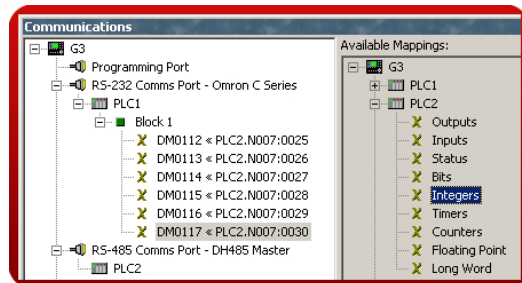 Communications
G3
Programming Port
RS-232 Comms Port - Omron C Series
PLC1
Block 1
DM0112 « PLC2.N007:0025
DM0113 « PLC2.N007:0026
DM0114 « PLC2.N007:0027
DM0115 « PLC2.N007:0028
DM0116 « PLC2.N007:0029
DM0117 « PLC2.N007:0030
RS-485 Comms Port - DH485 Master
PLC2
Available Mappings:
G3
PLC1
PLC2
Outputs
Inputs
Status
Bits
Integers
Timers
Counters
Floating Point
Long Word